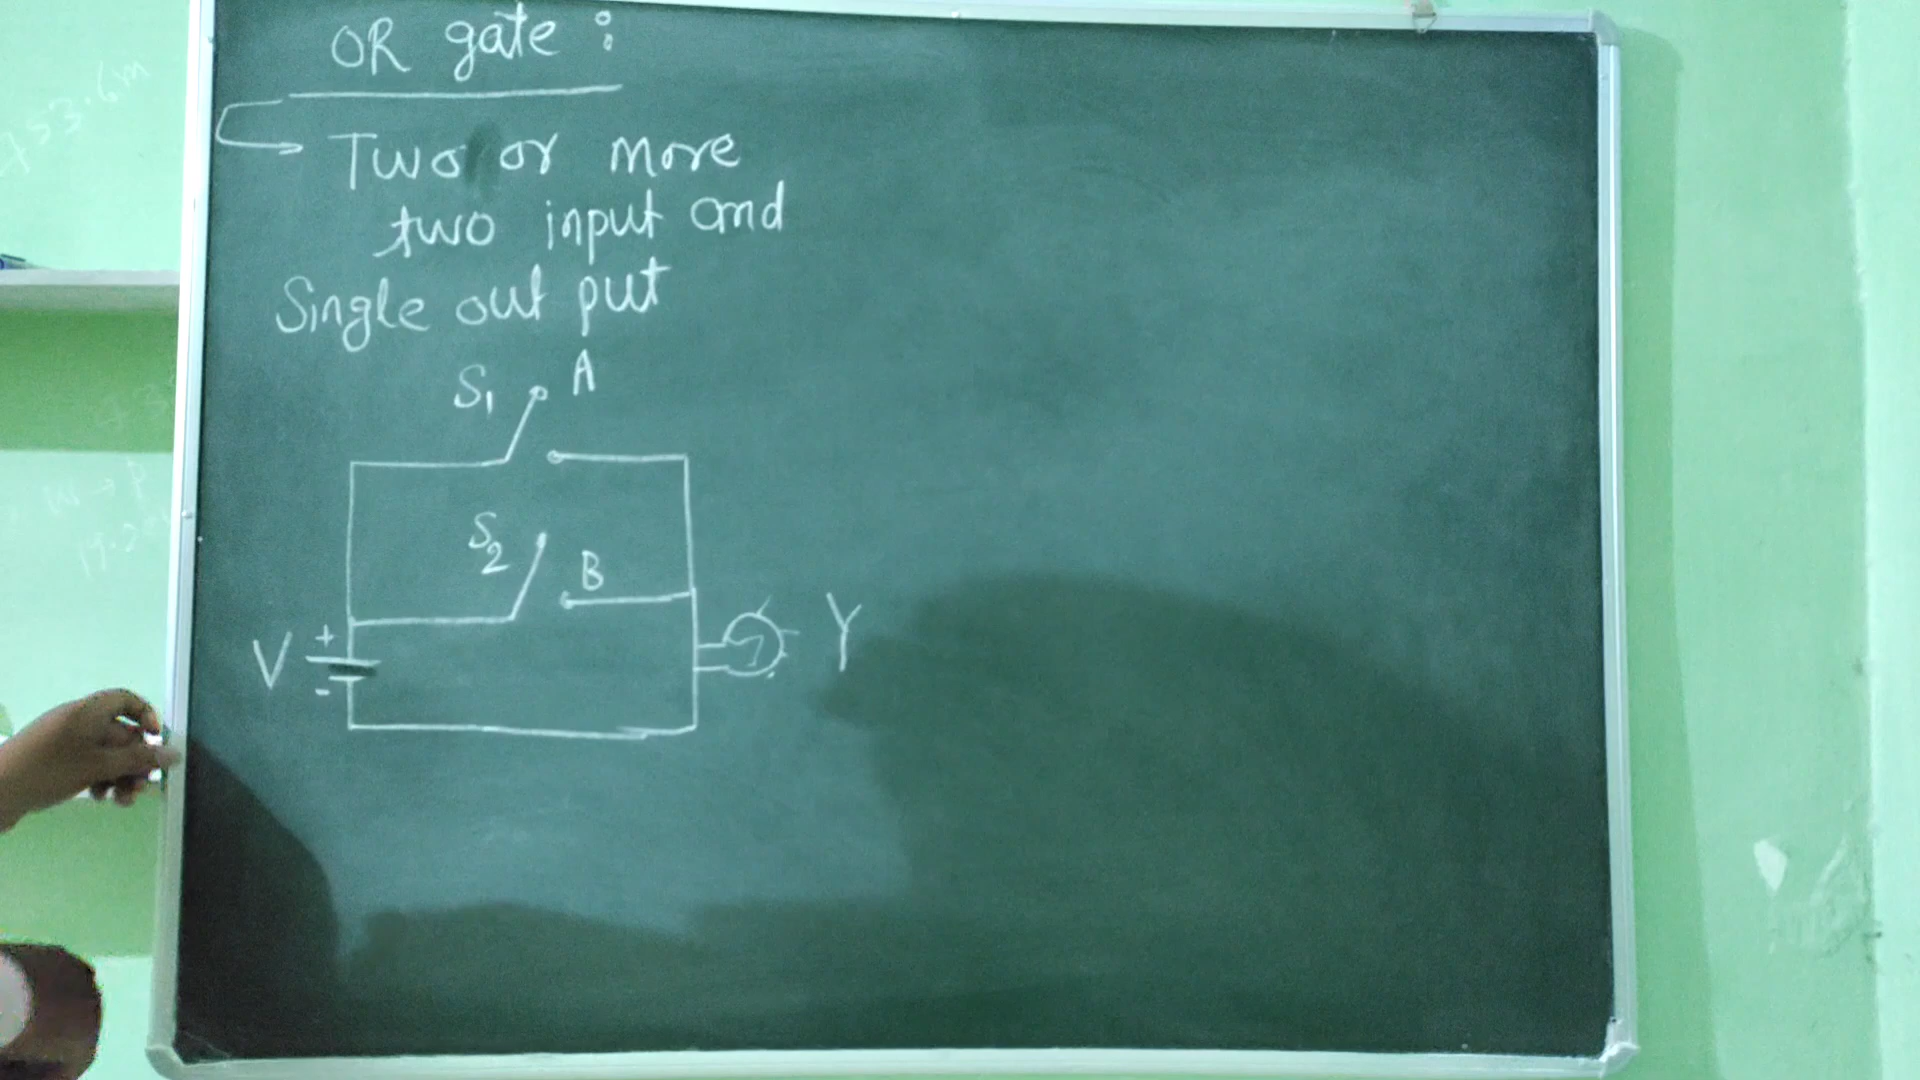 OR gate :
Two or more
two input and
Single out put
S1 A
S2 B
V + - Y